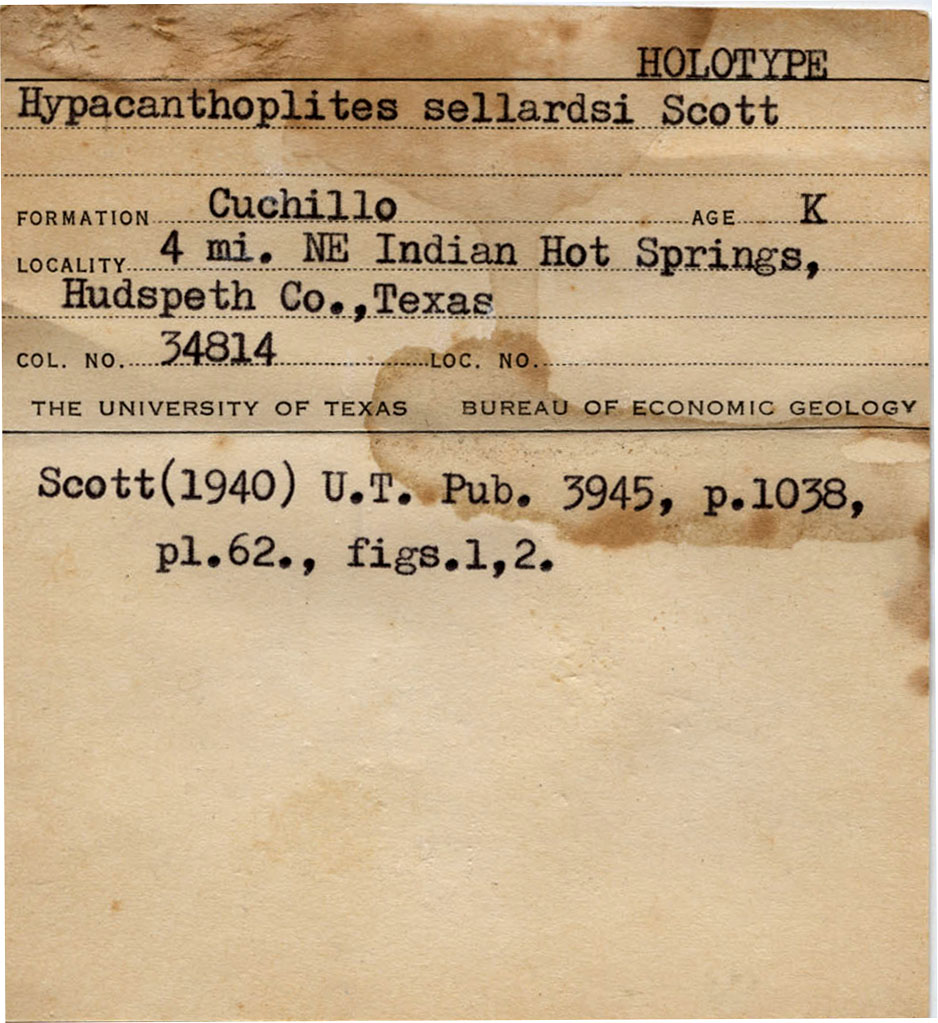 HOLOTYPE
Hypacanthoplites sellardsi Scott
FORMATION Cuchillo AGE K
LOCALITY 4 mi. NE Indian Hot Springs,
Hudspeth Co.,Texas
COL. NO. 34814 LOC. NO.
THE UNIVERSITY OF TEXAS BUREAU OF ECONOMIC GEOLOGY
Scott(1940) U.T. Pub. 3945, p.1038,
pl.62., figs.1,2.